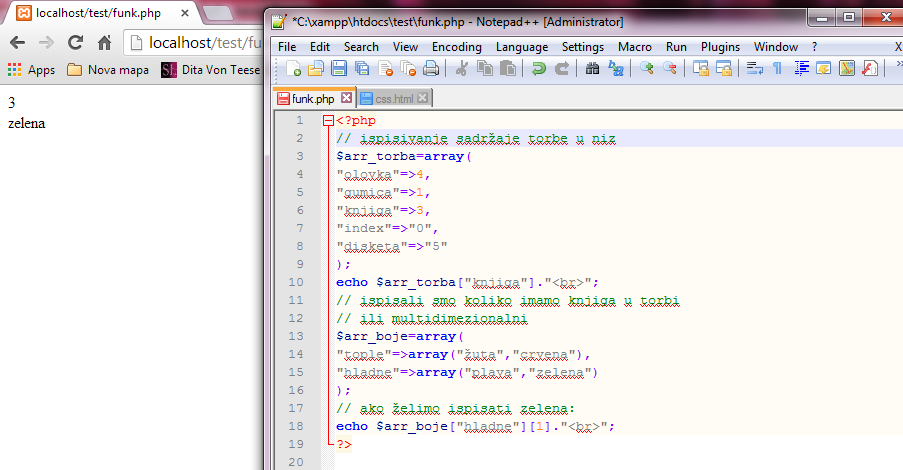 localhost/test/funk.php
localhost/test/fu
Apps
Nova mapa
Dita Von Teese
3
zelena
*C:\xampp\htdocs\test\funk.php - Notepad++ [Administrator]
File Edit Search View Encoding Language Settings Macro Run Plugins Window ? X
funk.php css.html
1 <?php
2 // ispisivanje sadržaje torbe u niz
3 $arr_torba=array(
4 "olovka"=>4,
5 "gumica"=>1,
6 "knjiga"=>3,
7 "index"=>"0",
8 "disketa"=>"5"
9 );
10 echo $arr_torba["knjiga"]."<br>";
11 // ispisali smo koliko imamo knjiga u torbi
12 // ili multidimezionalni
13 $arr_boje=array(
14 "tople"=>array("žuta","crvena"),
15 "hladne"=>array("plava","zelena")
16 );
17 // ako želimo ispisati zelena:
18 echo $arr_boje["hladne"][1]."<br>";
19 ?>
20